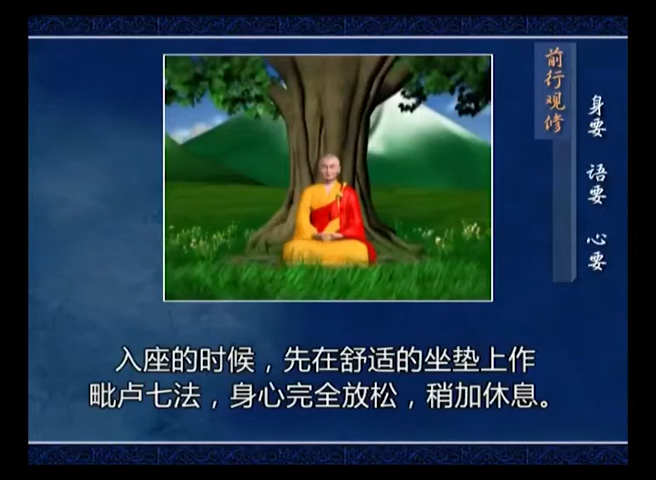 前行观修
身要 语要 心要
入座的时候，先在舒适的坐垫上作
毗卢七法，身心完全放松，稍加休息。